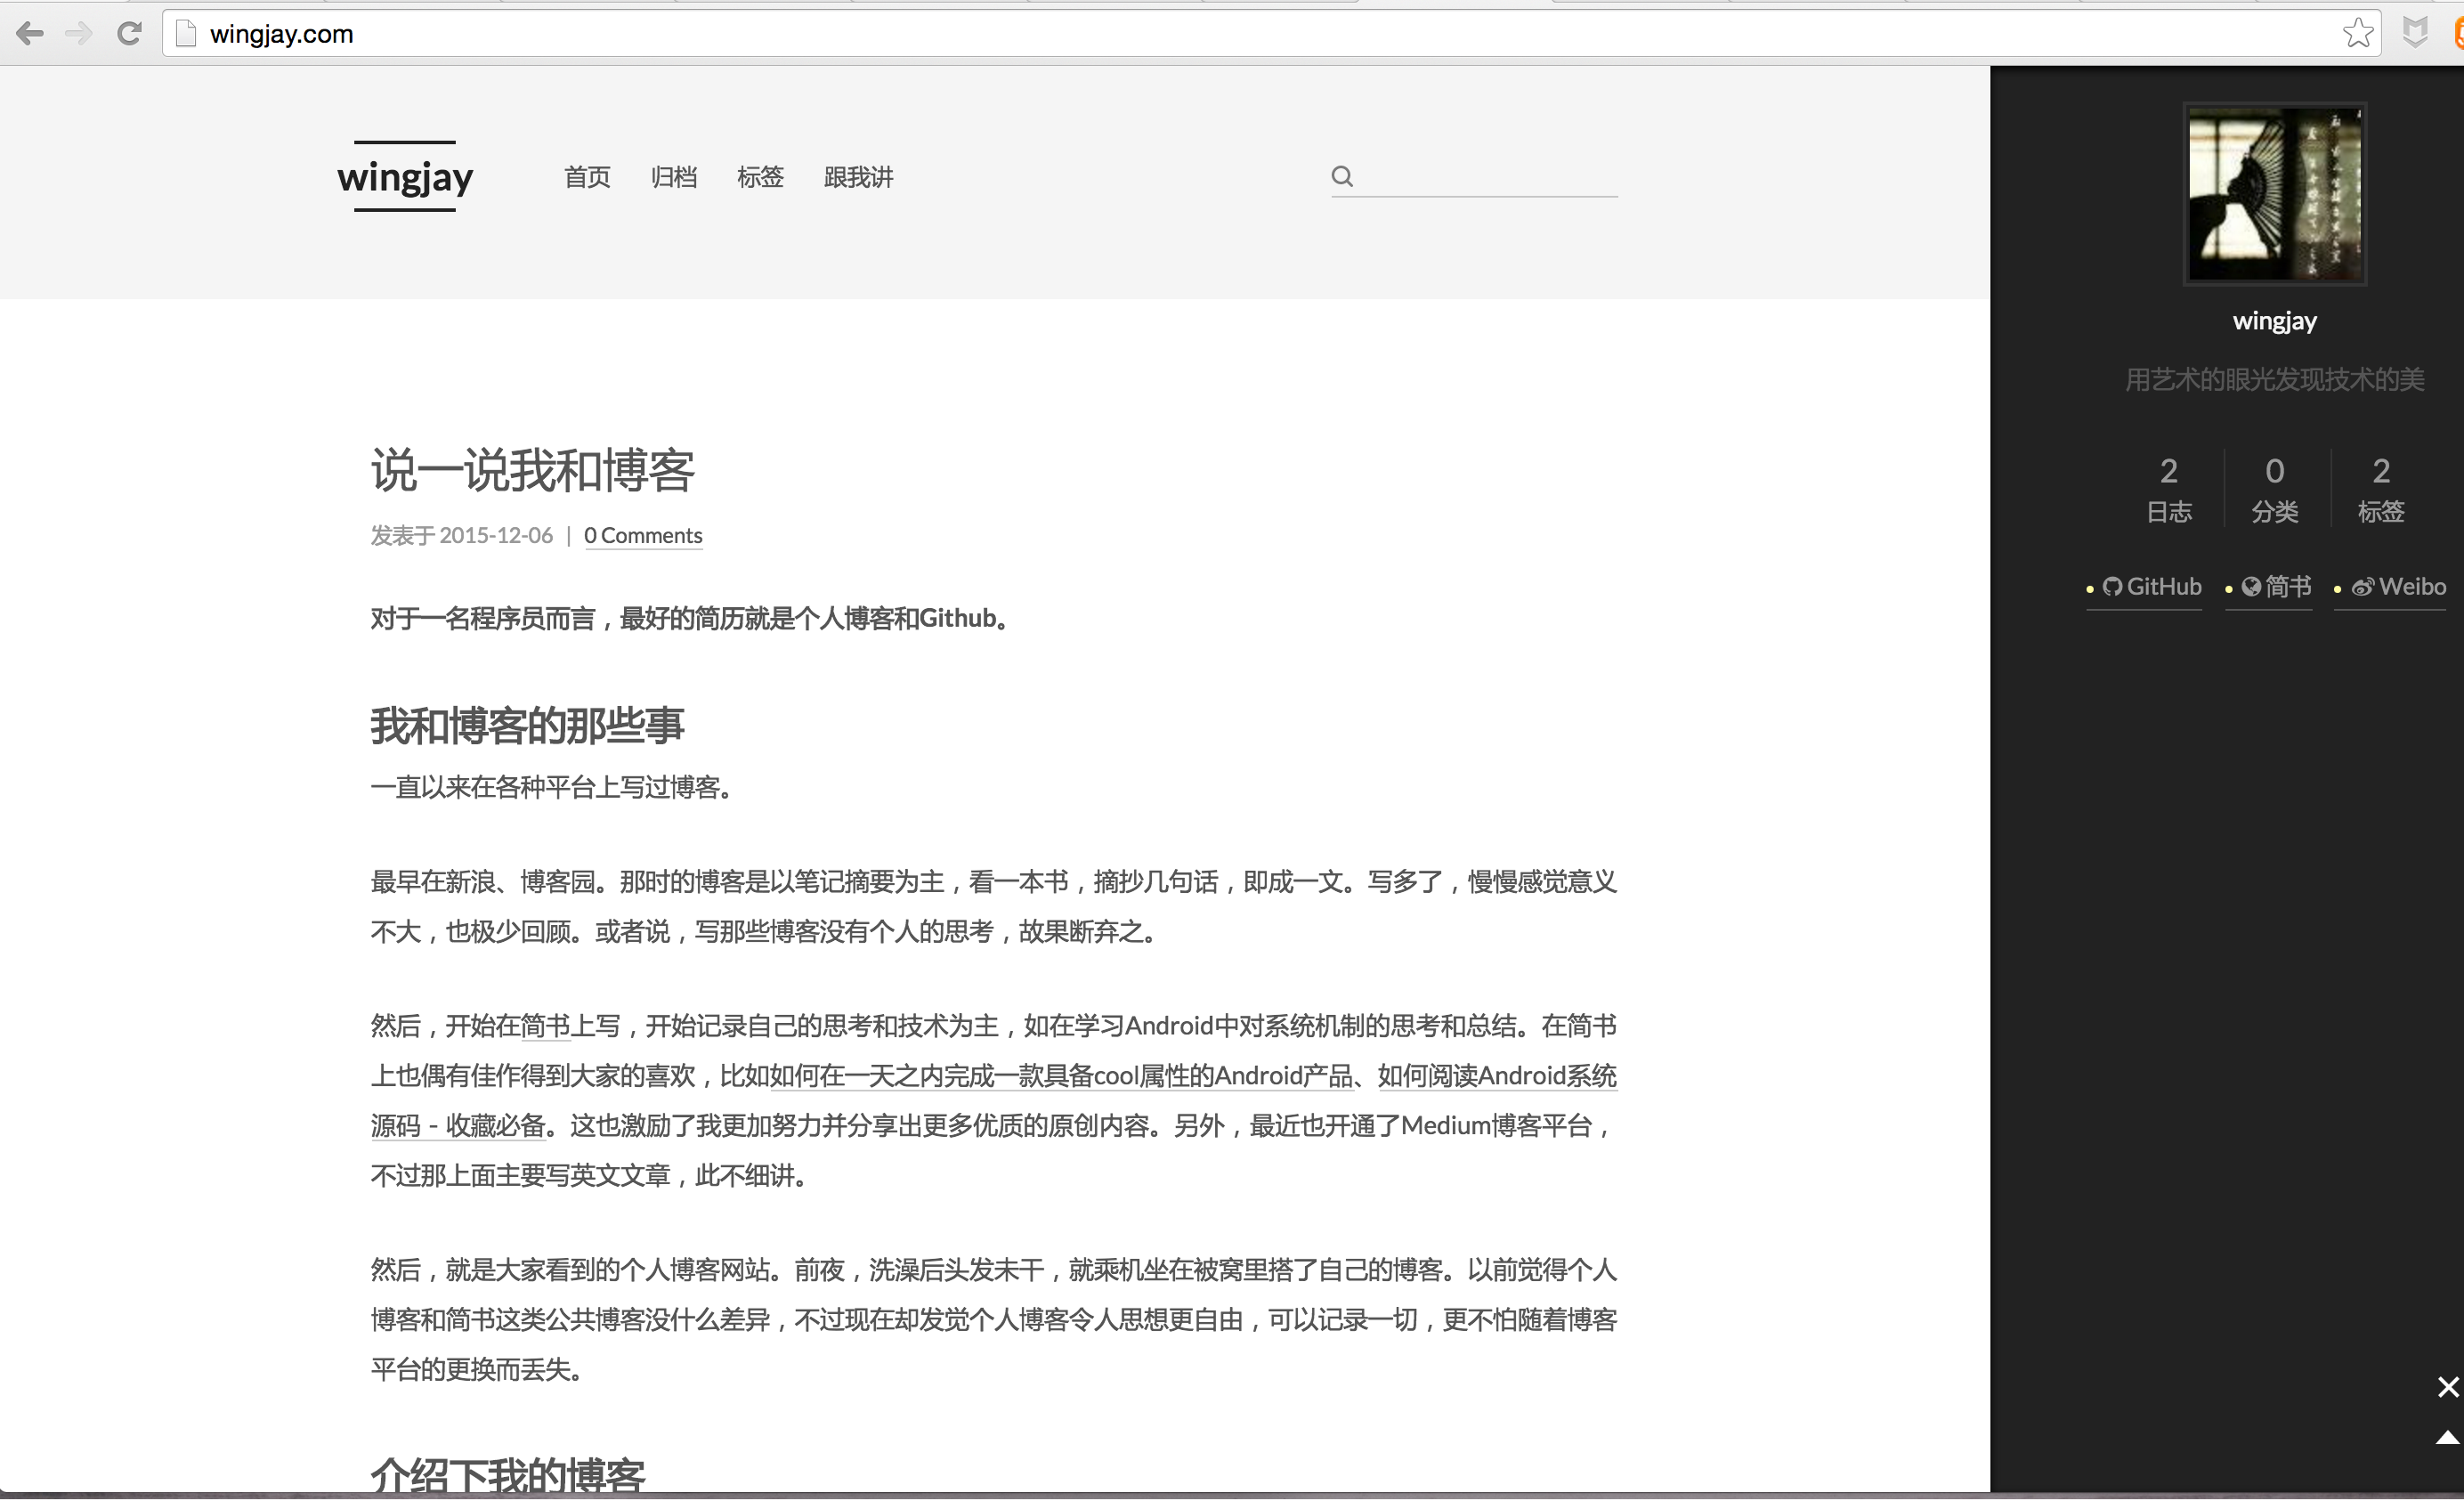 wingjay.com
wingjay
首页 归档 标签 跟我讲
说一说我和博客
发表于 2015-12-06 | 0 Comments
对于一名程序员而言，最好的简历就是个人博客和Github。
我和博客的那些事
一直以来在各种平台上写过博客。
最早在新浪、博客园。那时的博客是以笔记摘要为主，看一本书，摘抄几句话，即成一文。写多了，慢慢感觉意义
不大，也极少回顾。或者说，写那些博客没有个人的思考，故果断弃之。
然后，开始在简书上写，开始记录自己的思考和技术为主，如在学习Android中对系统机制的思考和总结。在简书
上也偶有佳作得到大家的喜欢，比如如何在一天之内完成一款具备cool属性的Android产品、如何阅读Android系统
源码 - 收藏必备。这也激励了我更加努力并分享出更多优质的原创内容。另外，最近也开通了Medium博客平台，
不过那上面主要写英文文章，此不细讲。
然后，就是大家看到的个人博客网站。前夜，洗澡后头发未干，就乘机坐在被窝里搭了自己的博客。以前觉得个人
博客和简书这类公共博客没什么差异，不过现在却发觉个人博客令人思想更自由，可以记录一切，更不怕随着博客
平台的更换而丢失。
介绍下我的博客
wingjay
用艺术的眼光发现技术的美
2 0 2
日志 分类 标签
GitHub 简书 Weibo